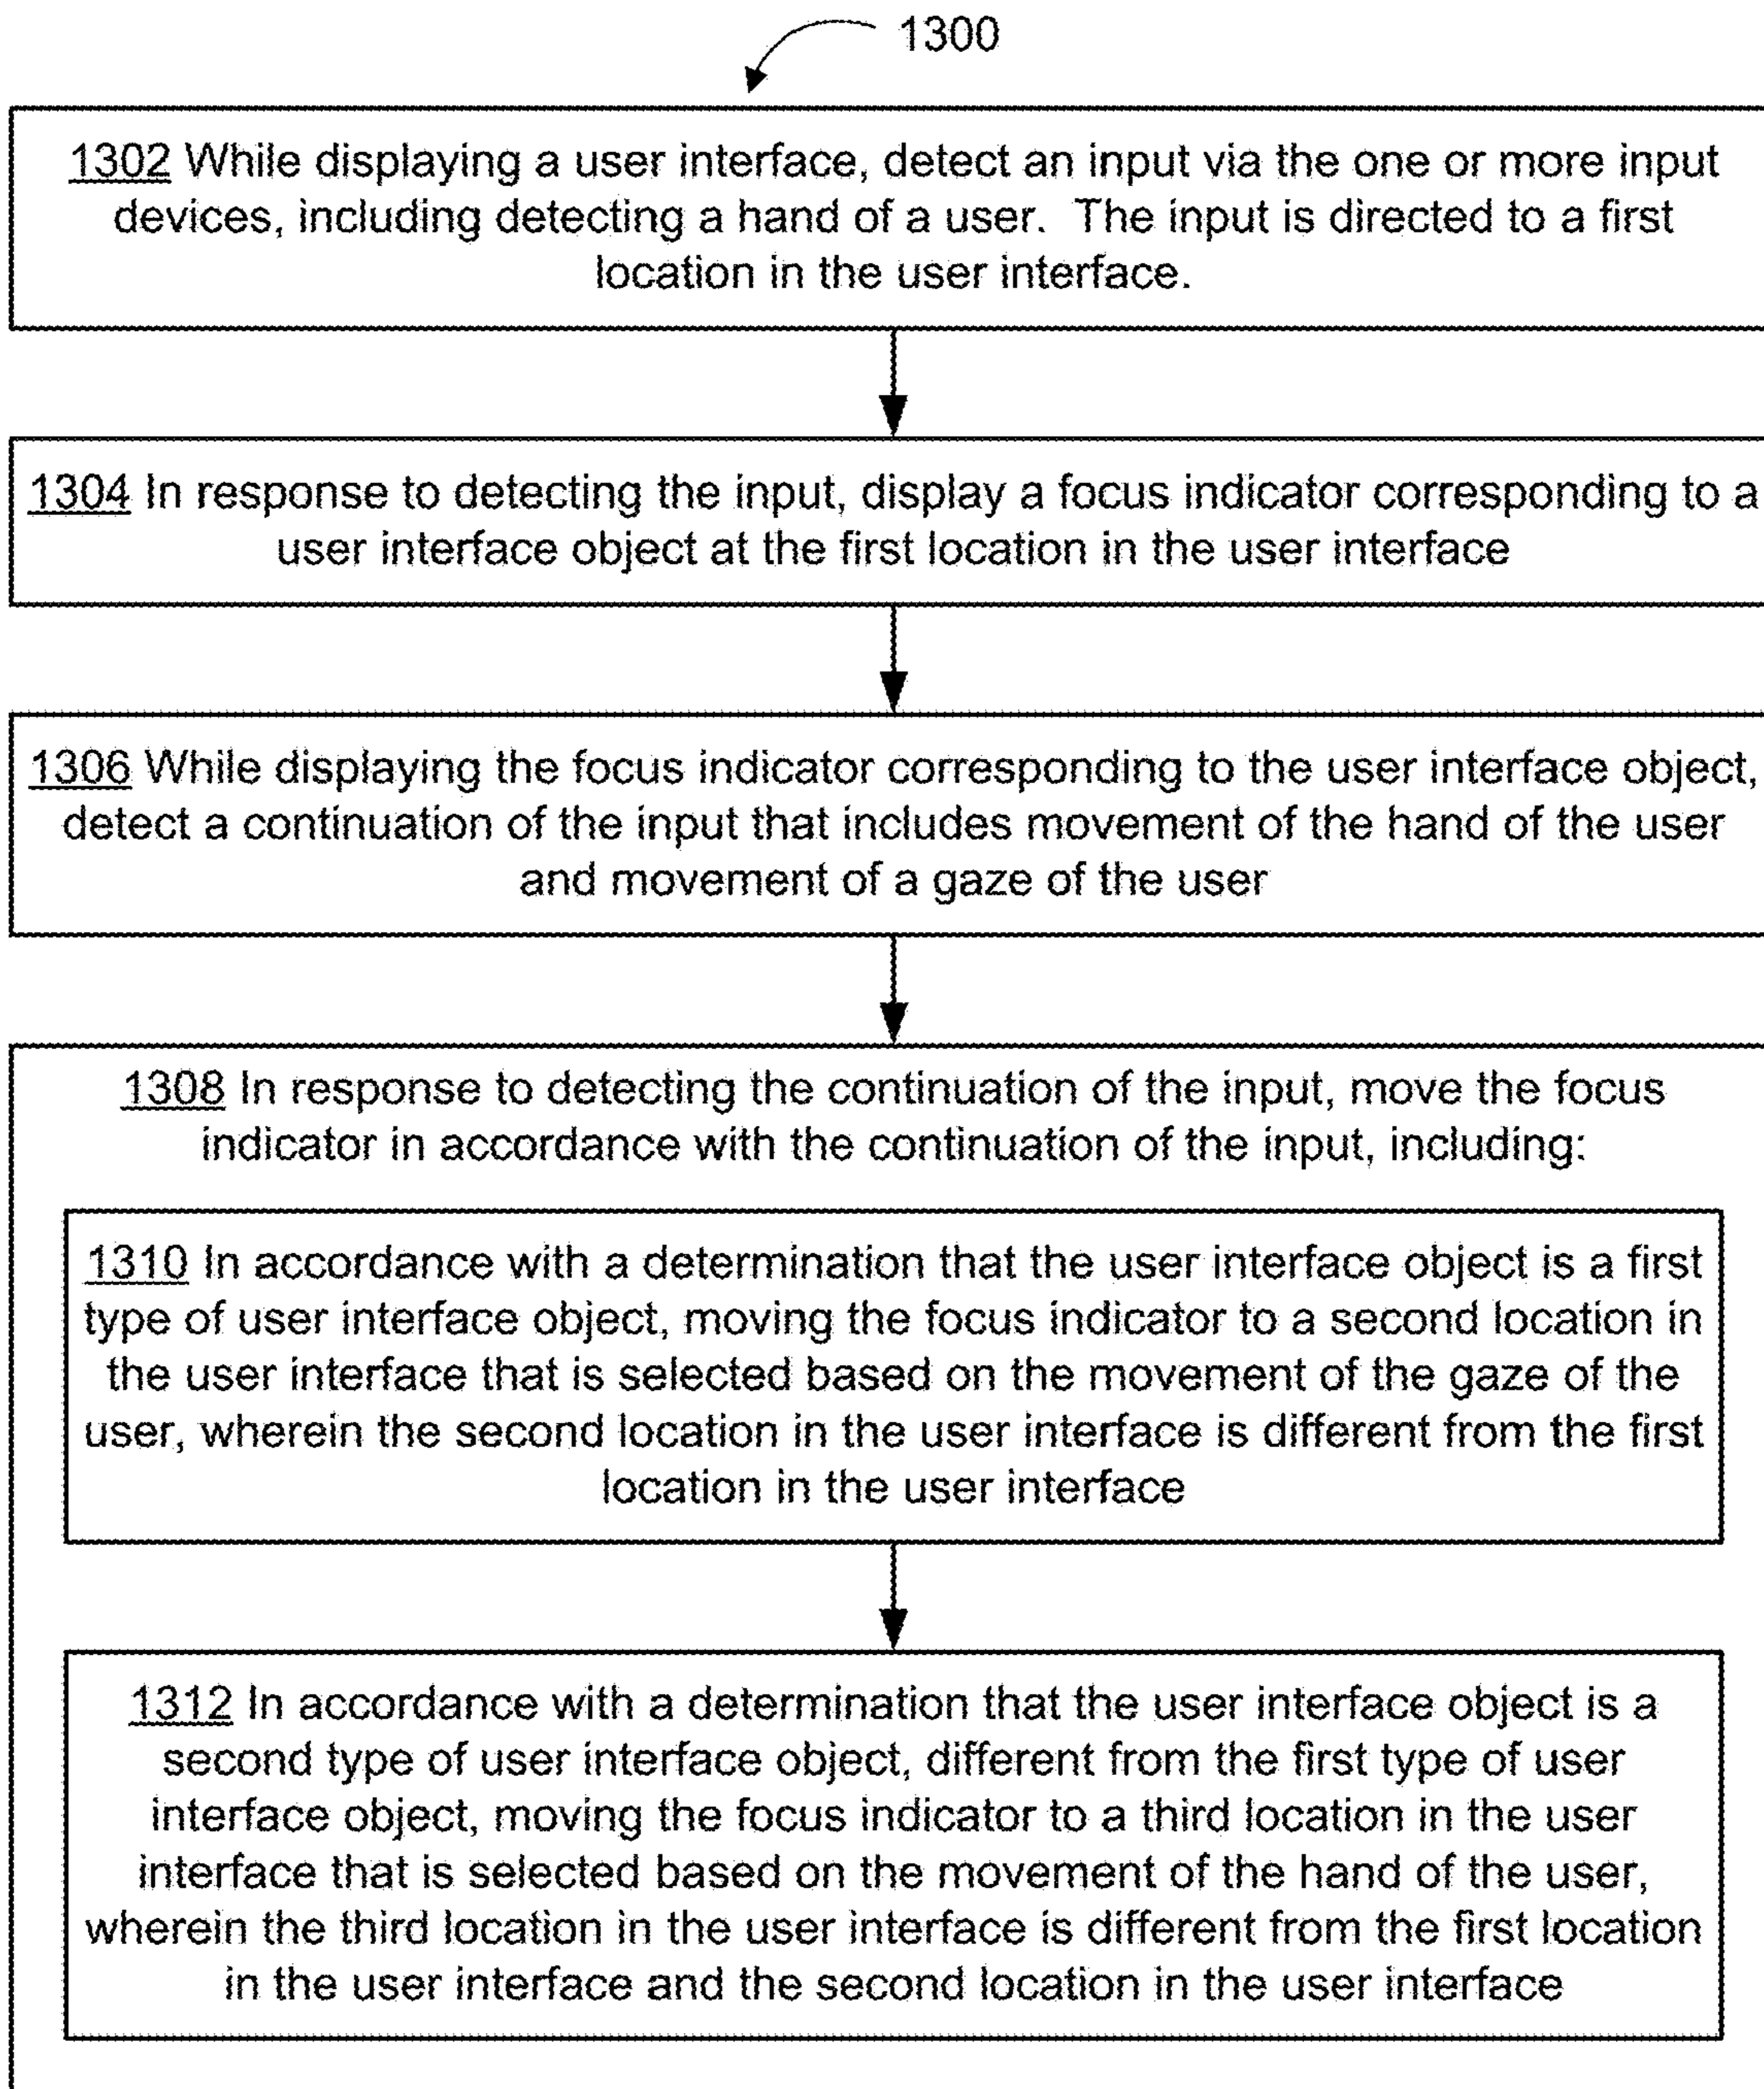 1300
1302 While displaying a user interface, detect an input via the one or more input
devices, including detecting a hand of a user. The input is directed to a first
location in the user interface.
1304 In response to detecting the input, display a focus indicator corresponding to a
user interface object at the first location in the user interface
1306 While displaying the focus indicator corresponding to the user interface object,
detect a continuation of the input that includes movement of the hand of the user
and movement of a gaze of the user
1308 In response to detecting the continuation of the input, move the focus
indicator in accordance with the continuation of the input, including:
1310 In accordance with a determination that the user interface object is a first
type of user interface object, moving the focus indicator to a second location in
the user interface that is selected based on the movement of the gaze of the
user, wherein the second location in the user interface is different from the first
location in the user interface
1312 In accordance with a determination that the user interface object is a
second type of user interface object, different from the first type of user
interface object, moving the focus indicator to a third location in the user
interface that is selected based on the movement of the hand of the user,
wherein the third location in the user interface is different from the first location
in the user interface and the second location in the user interface